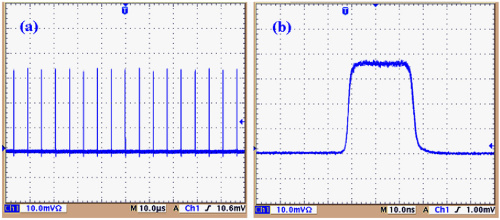 (a)
Ch1 10.0mVΩ M 10.0µs A Ch1 ƒ 10.6mV
(b)
Ch1 10.0mVΩ M 10.0ns A Ch1 ƒ 1.00mV